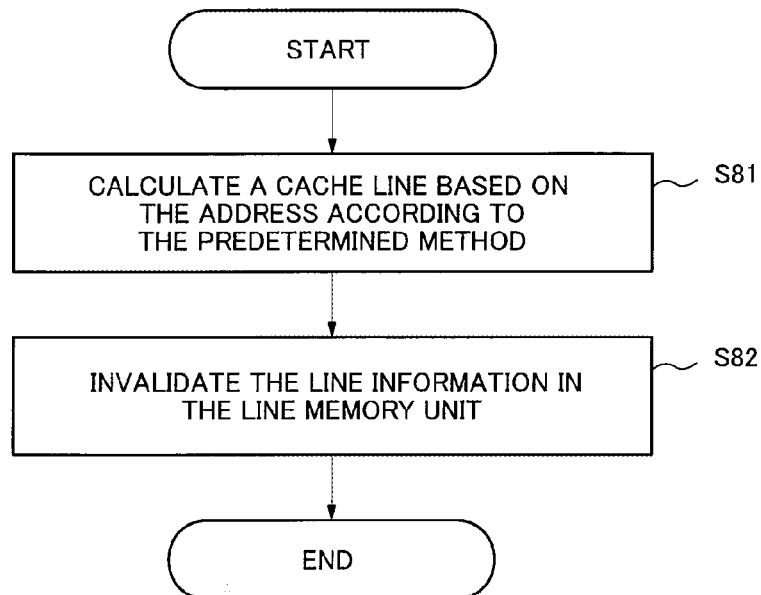 START
CALCULATE A CACHE LINE BASED ON
THE ADDRESS ACCORDING TO
THE PREDETERMINED METHOD
S81
INVALIDATE THE LINE INFORMATION IN
THE LINE MEMORY UNIT
S82
END